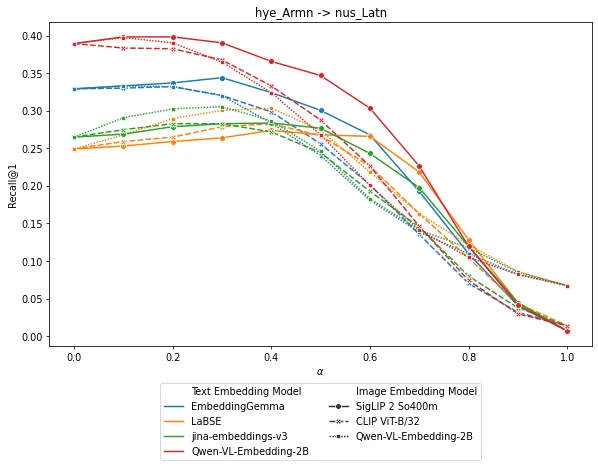 hye_Armn -> nus_Latn
0.40
0.35
0.30
0.25
0.20
0.15
0.10
0.05
0.00
Recall@1
0.0 0.2 0.4 0.6 0.8 1.0
α
Text Embedding Model Image Embedding Model
EmbeddingGemma SigLIP 2 So400m
LaBSE CLIP ViT-B/32
jina-embeddings-v3 Qwen-VL-Embedding-2B
Qwen-VL-Embedding-2B